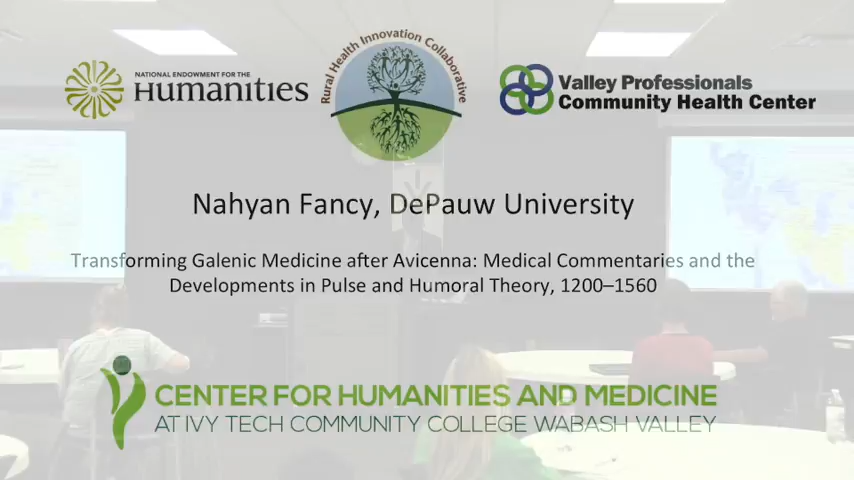 NATIONAL ENDOWMENT FOR THE
Humanities
Rural Health Innovation Collaborative
Valley Professionals
Community Health Center
Nahyan Fancy, DePauw University
Transforming Galenic Medicine after Avicenna: Medical Commentaries and the
Developments in Pulse and Humoral Theory, 1200–1560
CENTER FOR HUMANITIES AND MEDICINE
AT IVY TECH COMMUNITY COLLEGE WABASH VALLEY